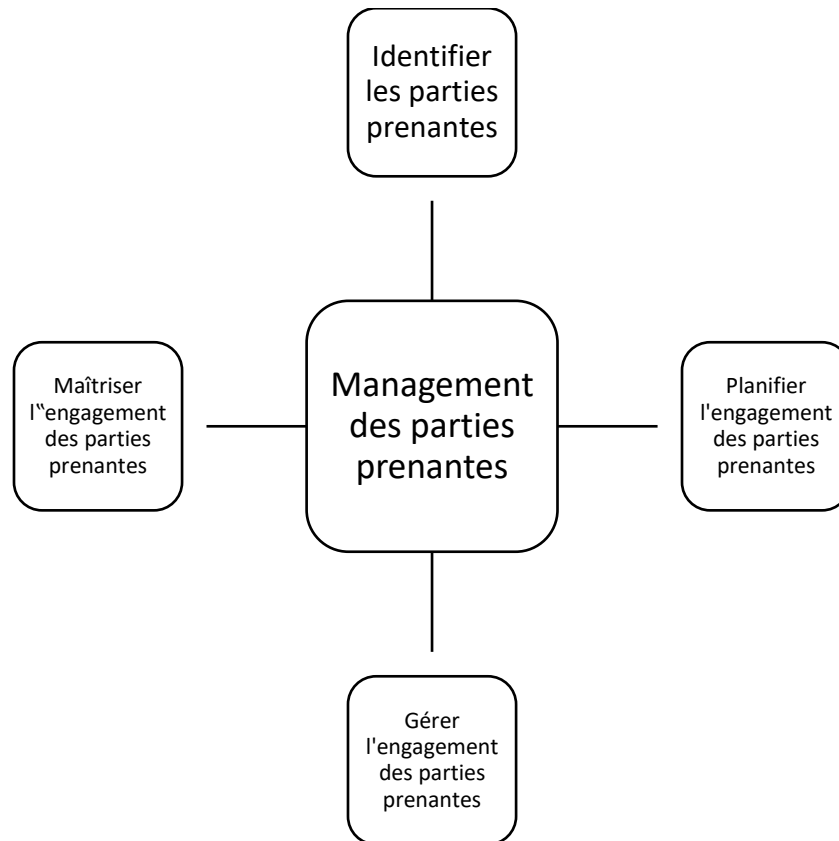 Identifier
les parties
prenantes
Maîtriser
l‟engagement
des parties
prenantes
Management
des parties
prenantes
Planifier
l'engagement
des parties
prenantes
Gérer
l'engagement
des parties
prenantes